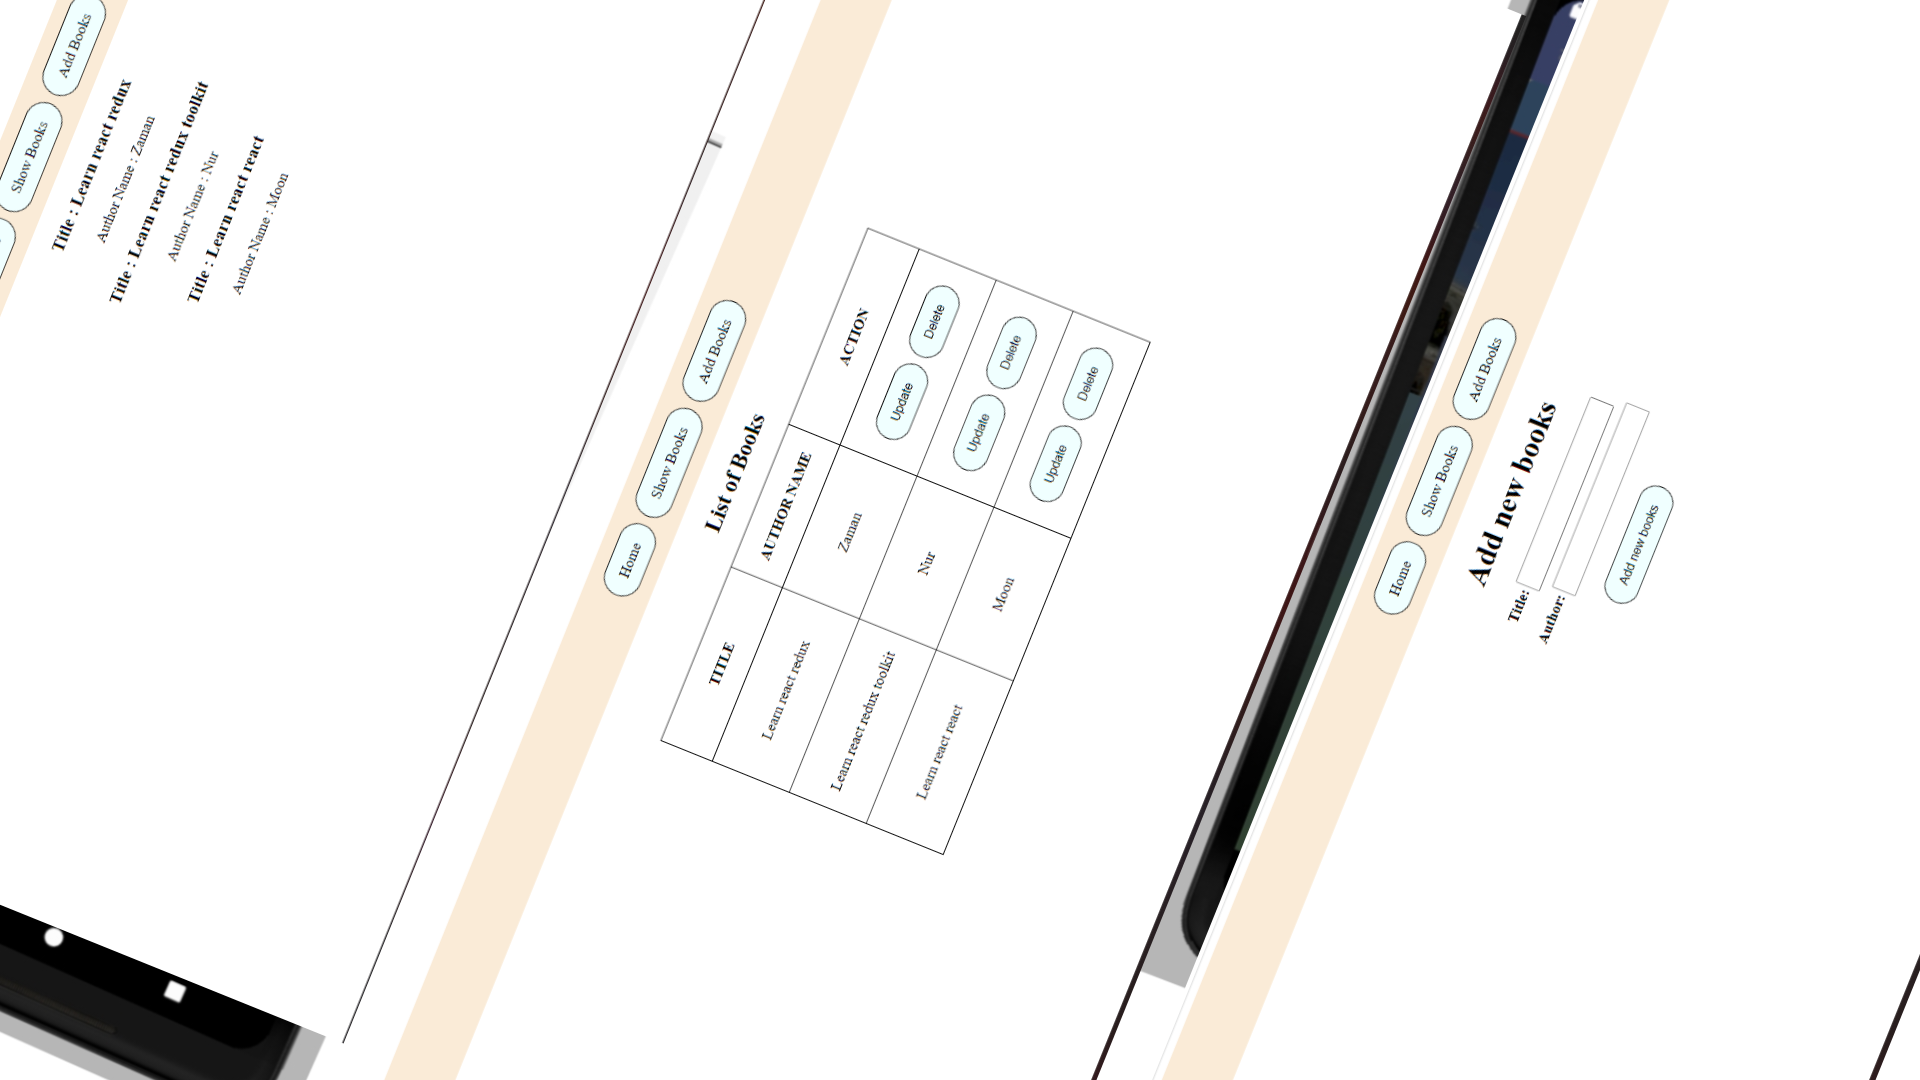 Show Books Add Books
Title : Learn react redux
Author Name : Zaman
Title : Learn react redux toolkit
Author Name : Nur
Title : Learn react react
Author Name : Moon
Home Show Books Add Books
List of Books
TITLE AUTHOR NAME ACTION
Learn react redux Zaman Update Delete
Learn react redux toolkit Nur Update Delete
Learn react react Moon Update Delete
Home Show Books Add Books
Add new books
Title:
Author:
Add new books